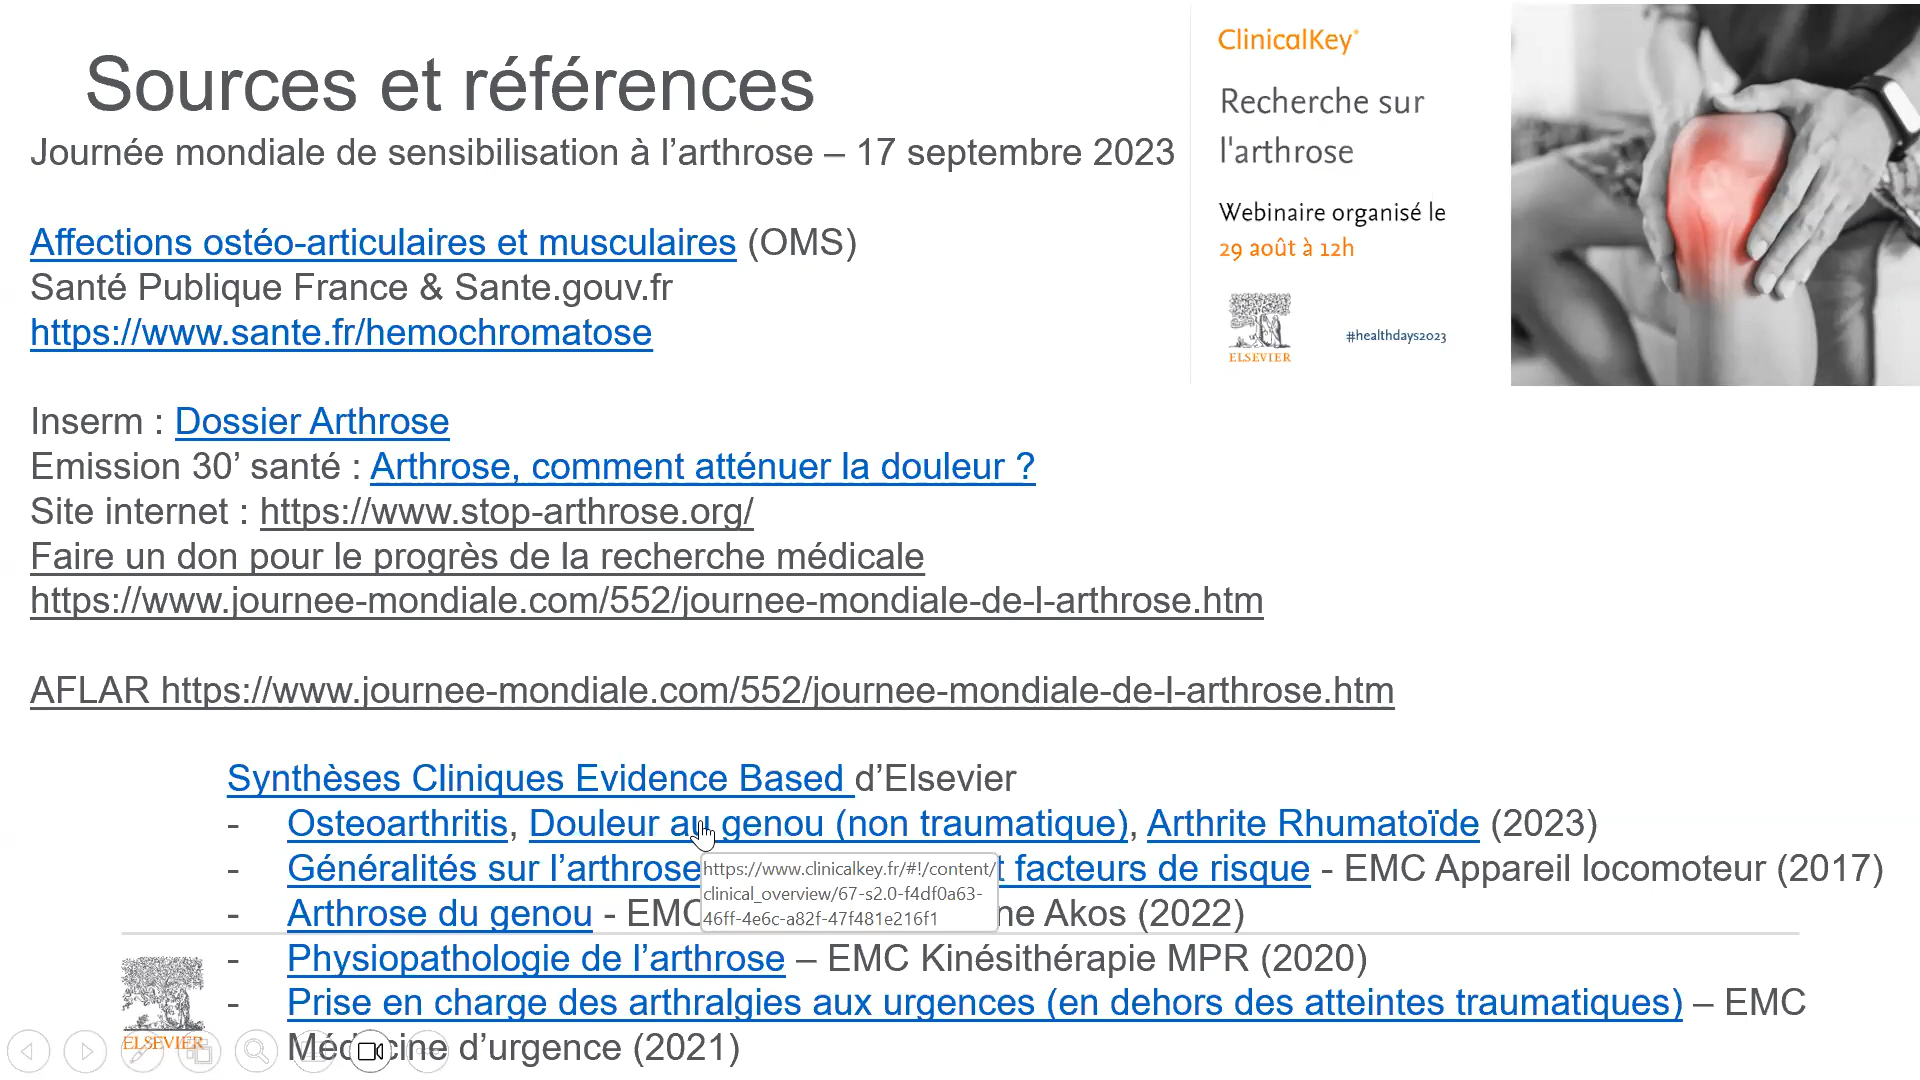 Sources et références
Journée mondiale de sensibilisation à l’arthrose – 17 septembre 2023
Affections ostéo-articulaires et musculaires (OMS)
Santé Publique France & Sante.gouv.fr
https://www.sante.fr/hemochromatose
Inserm : Dossier Arthrose
Emission 30’ santé : Arthrose, comment atténuer la douleur ?
Site internet : https://www.stop-arthrose.org/
Faire un don pour le progrès de la recherche médicale
https://www.journee-mondiale.com/552/journee-mondiale-de-l-arthrose.htm
AFLAR https://www.journee-mondiale.com/552/journee-mondiale-de-l-arthrose.htm
Synthèses Cliniques Evidence Based d’Elsevier
- Osteoarthritis, Douleur au genou (non traumatique), Arthrite Rhumatoïde (2023)
- Généralités sur l’arthrose facteurs de risque - EMC Appareil locomoteur (2017)
- Arthrose du genou - EMC Akos (2022)
- Physiopathologie de l’arthrose – EMC Kinésithérapie MPR (2020)
- Prise en charge des arthralgies aux urgences (en dehors des atteintes traumatiques) – EMC
Médecine d’urgence (2021)
https://www.clinicalkey.fr/#!/content/
clinical_overview/67-s2.0-f4df0a63-
46ff-4e6c-a82f-47f481e216f1
ClinicalKey®
Recherche sur
l'arthrose
Webinaire organisé le
29 août à 12h
ELSEVIER
#healthdays2023
ELSEVIER